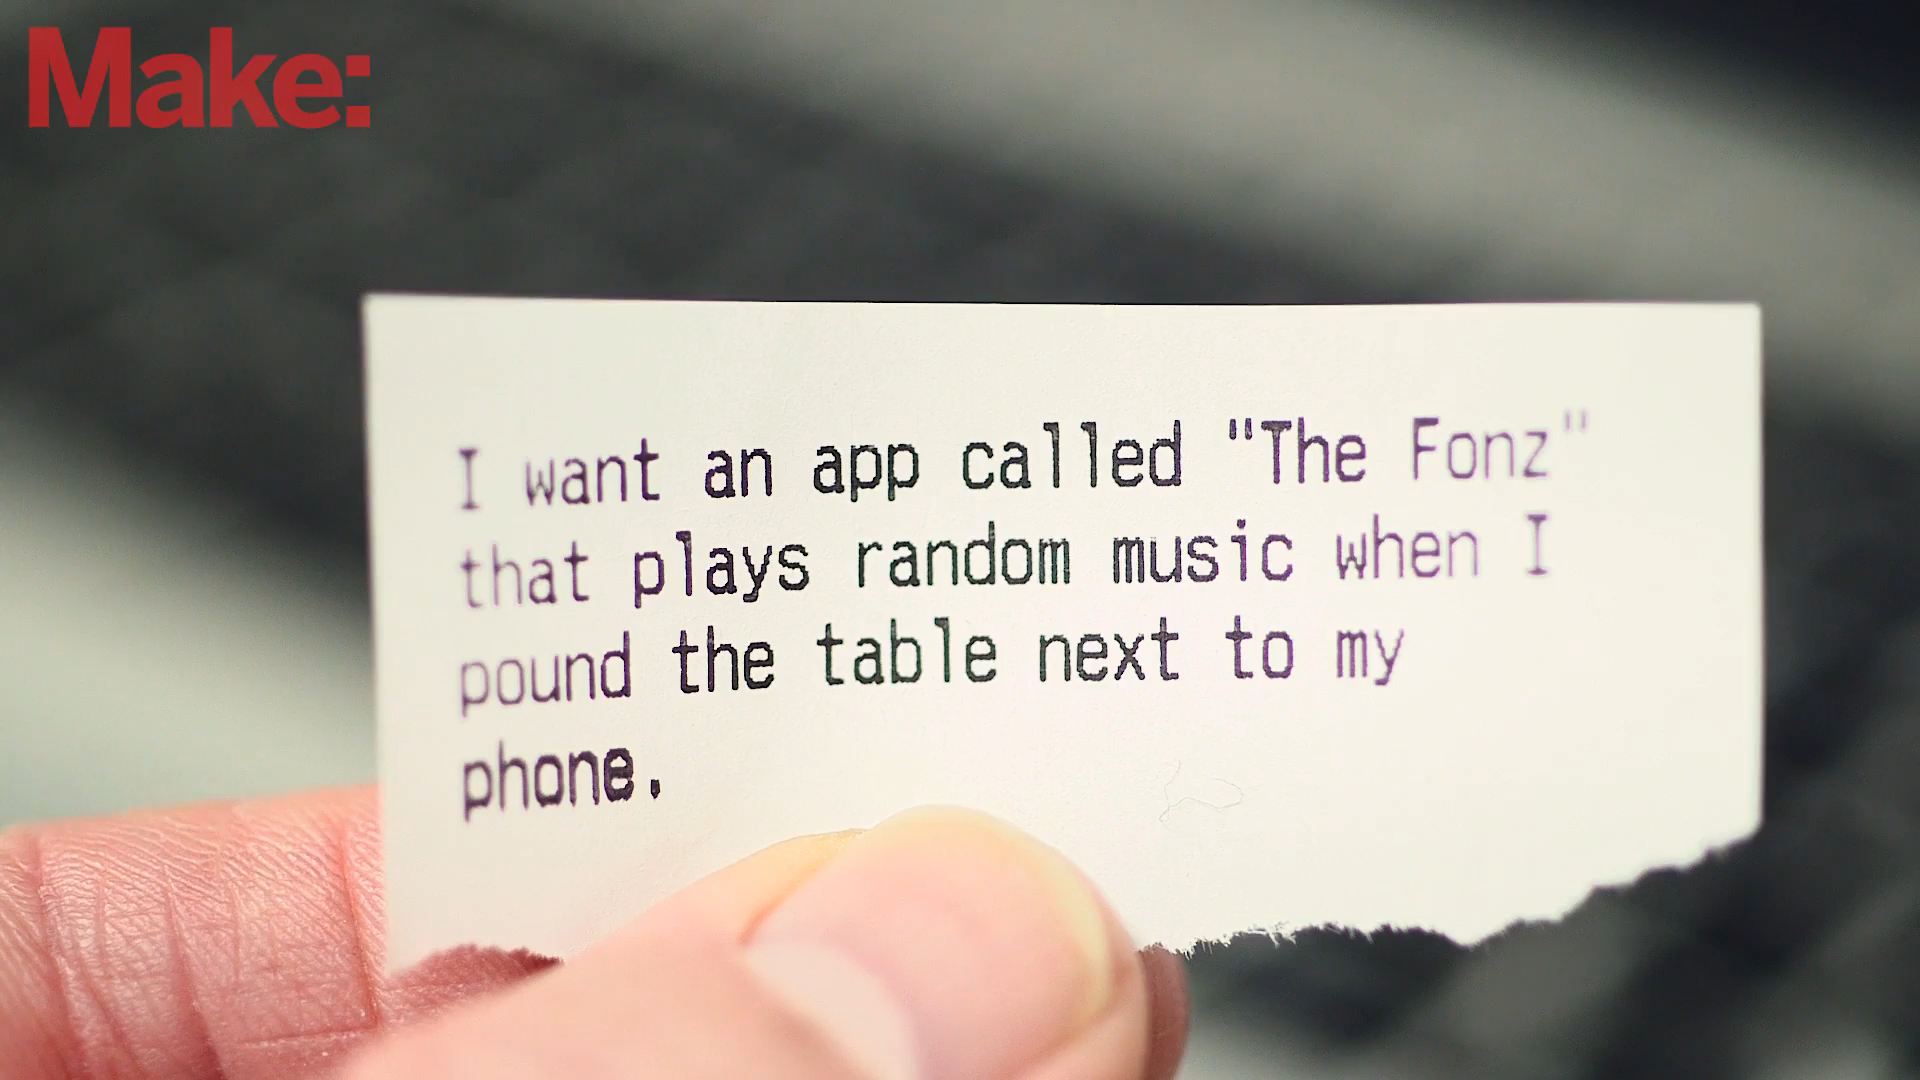 Make:
I want an app called "The Fonz"
that plays random music when I
pound the table next to my
phone.